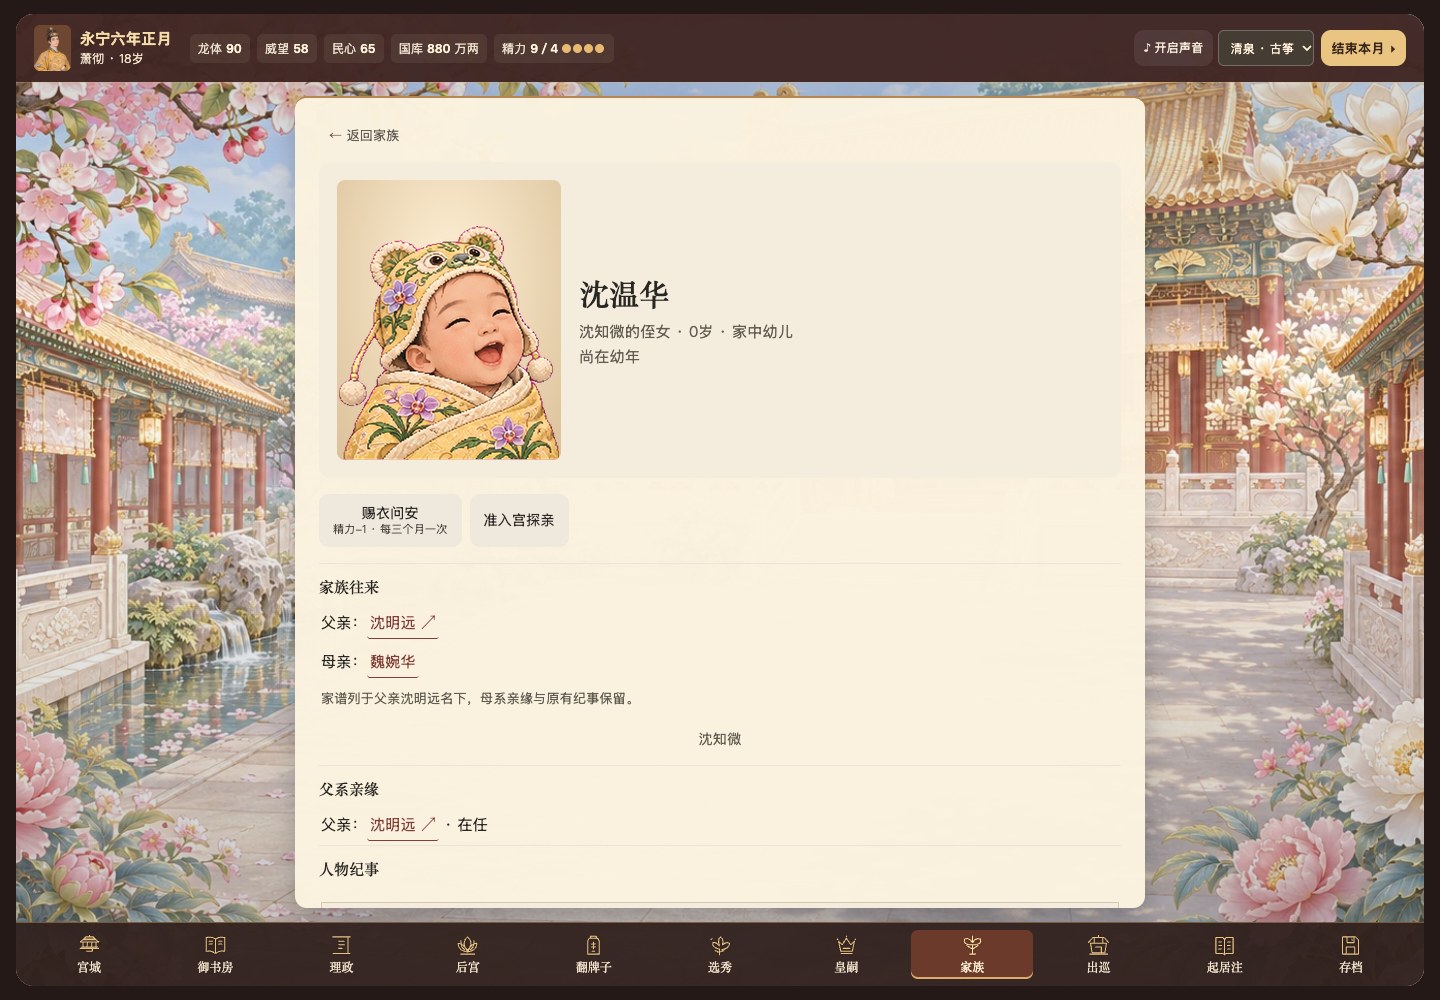 永宁六年正月
萧彻 · 18岁
龙体 90
威望 58
民心 65
国库 880 万两
精力 9 / 4
♪ 开启声音
清泉 · 古筝
结束本月
← 返回家族
沈温华
沈知微的侄女 · 0岁 · 家中幼儿
尚在幼年
赐衣问安
精力−1 · 每三个月一次
准入宫探亲
家族往来
父亲： 沈明远 ↗
母亲： 魏婉华
家谱列于父亲沈明远名下，母系亲缘与原有纪事保留。
沈知微
父系亲缘
父亲： 沈明远 ↗ · 在任
人物纪事
官城
御书房
理政
后宫
翻牌子
选秀
皇嗣
家族
出巡
起居注
存档